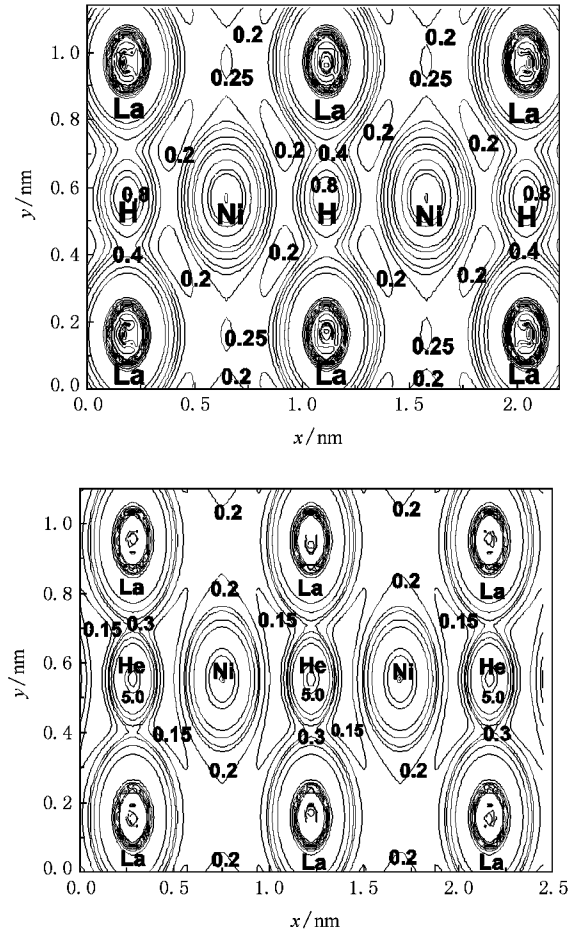 0.2 0.2
1.0
0.25 0.25
La La La
0.8
0.2 0.2 0.4 0.2 0.2
y/nm
0.6 0.8 0.8 0.8
H Ni H Ni H
0.4 0.4 0.4
0.2 0.2 0.2 0.2
0.2 0.25 0.25
La 0.2 La 0.2 La
0.0
0.0 0.5 1.0 1.5 2.0
x/nm
1.0 0.2 0.2
La La La
0.8 0.2 0.2
0.15 0.3 0.15 0.15
y/nm
0.6 He Ni He Ni He
5.0 5.0 5.0
0.4 0.15 0.3 0.15 0.3
0.2 0.2
0.2
La 0.2 La 0.2 La
0.0
0.0 0.5 1.0 1.5 2.0 2.5
x/nm